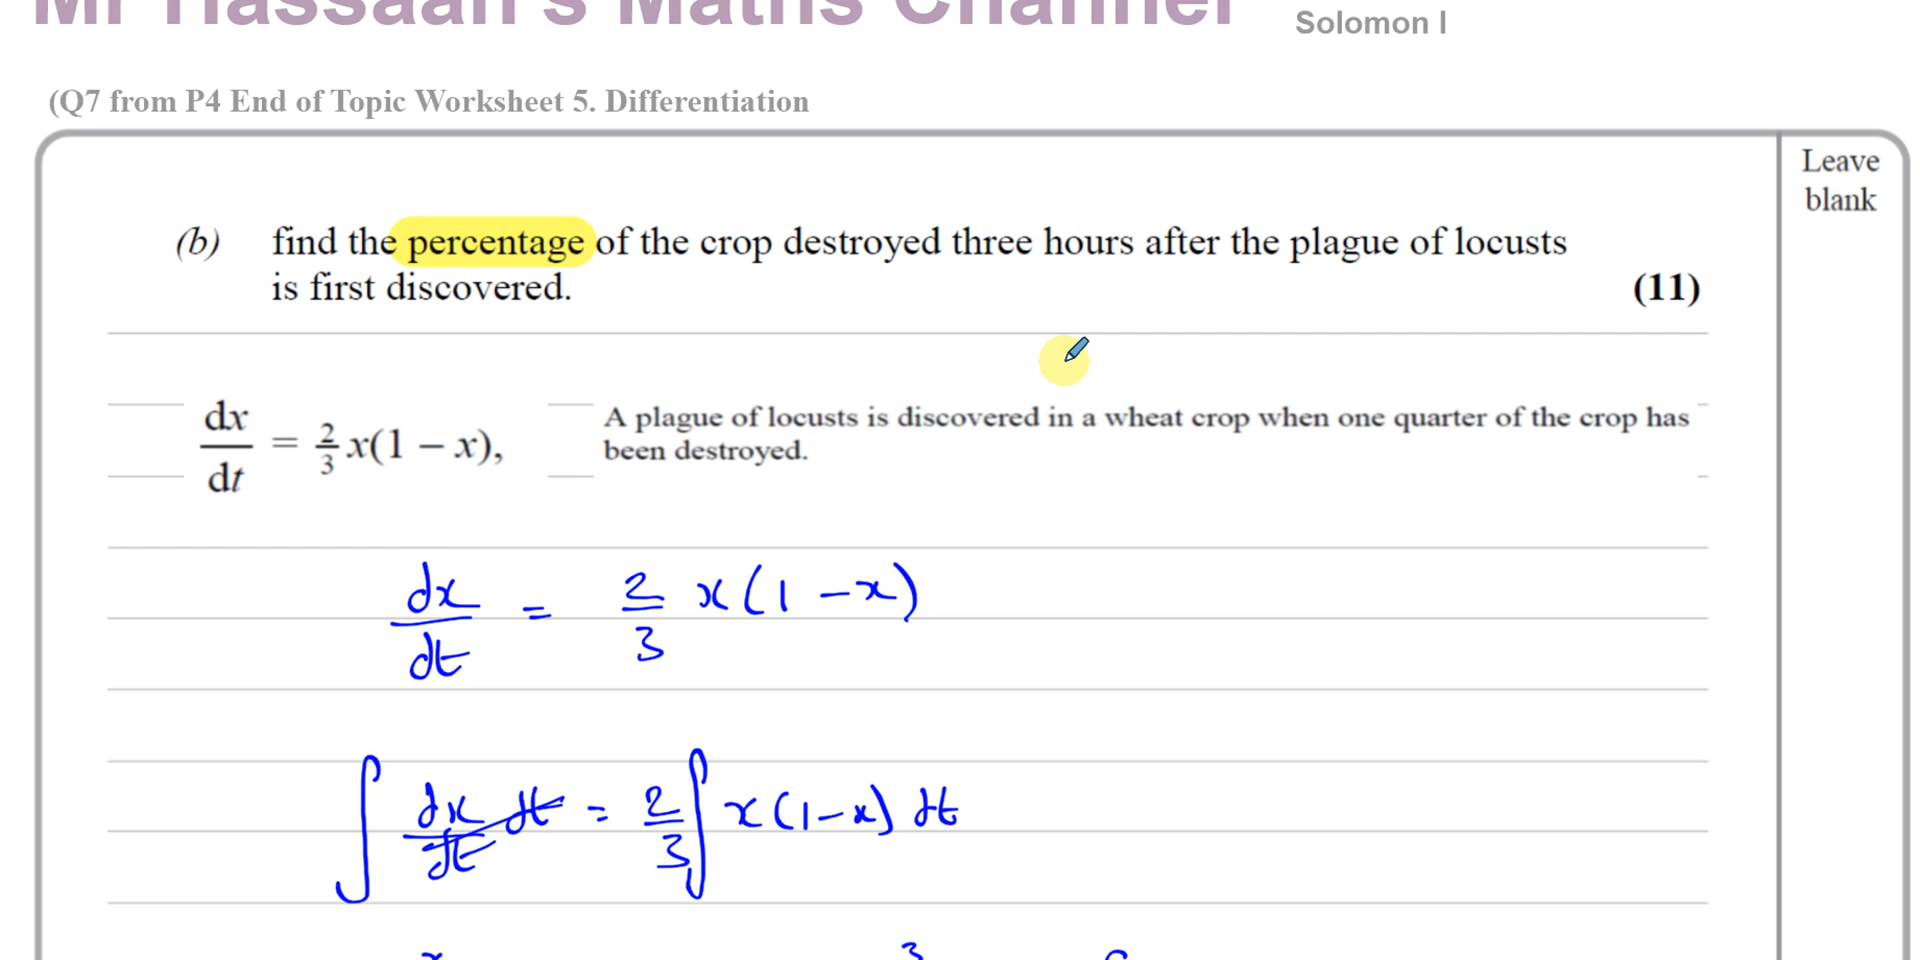 Mr Hassaan's Maths Channel
Solomon I
(Q7 from P4 End of Topic Worksheet 5. Differentiation
Leave
blank
(b) find the percentage of the crop destroyed three hours after the plague of locusts
is first discovered.
(11)
dx/dt = 2/3 x(1 – x),
A plague of locusts is discovered in a wheat crop when one quarter of the crop has
been destroyed.
dx/dt = 2/3 x(1 – x)
∫ dx/dt dt = 2/3 ∫ x(1–x) dt